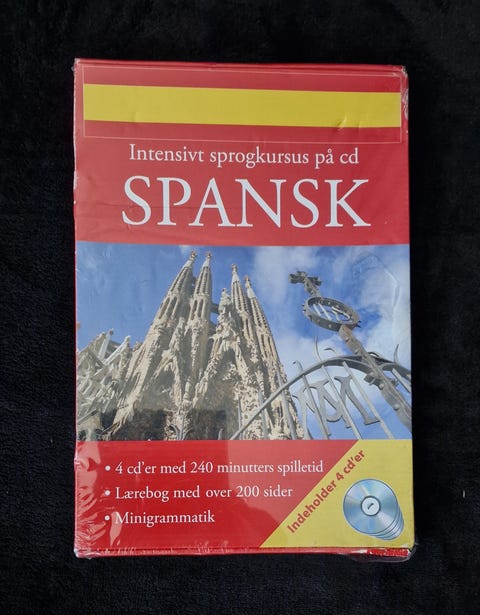 Intensivt sprogkursus på cd
SPANSK
• 4 cd'er med 240 minutters spilletid
• Lærebog med over 200 sider
• Minigrammatik
Indeholder 4 cd'er